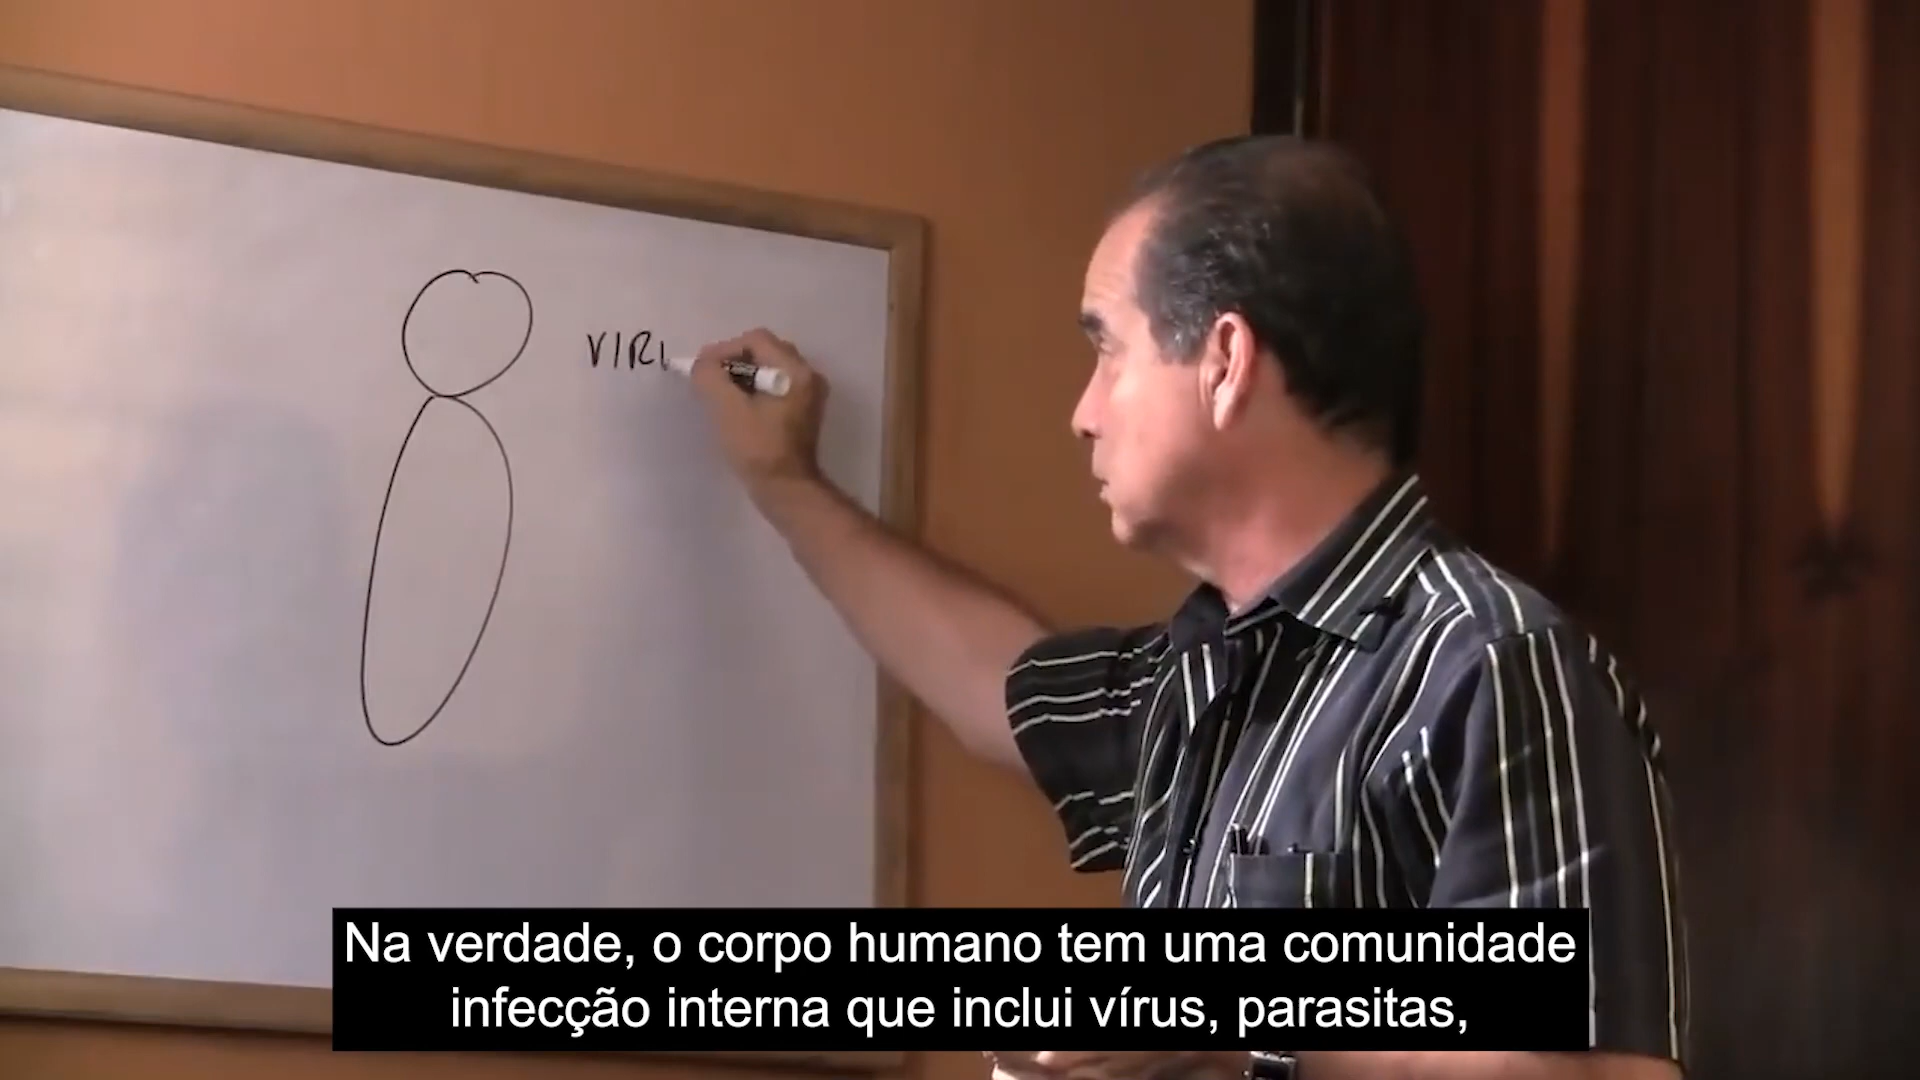 VIRU
Na verdade, o corpo humano tem uma comunidade
infecção interna que inclui vírus, parasitas,